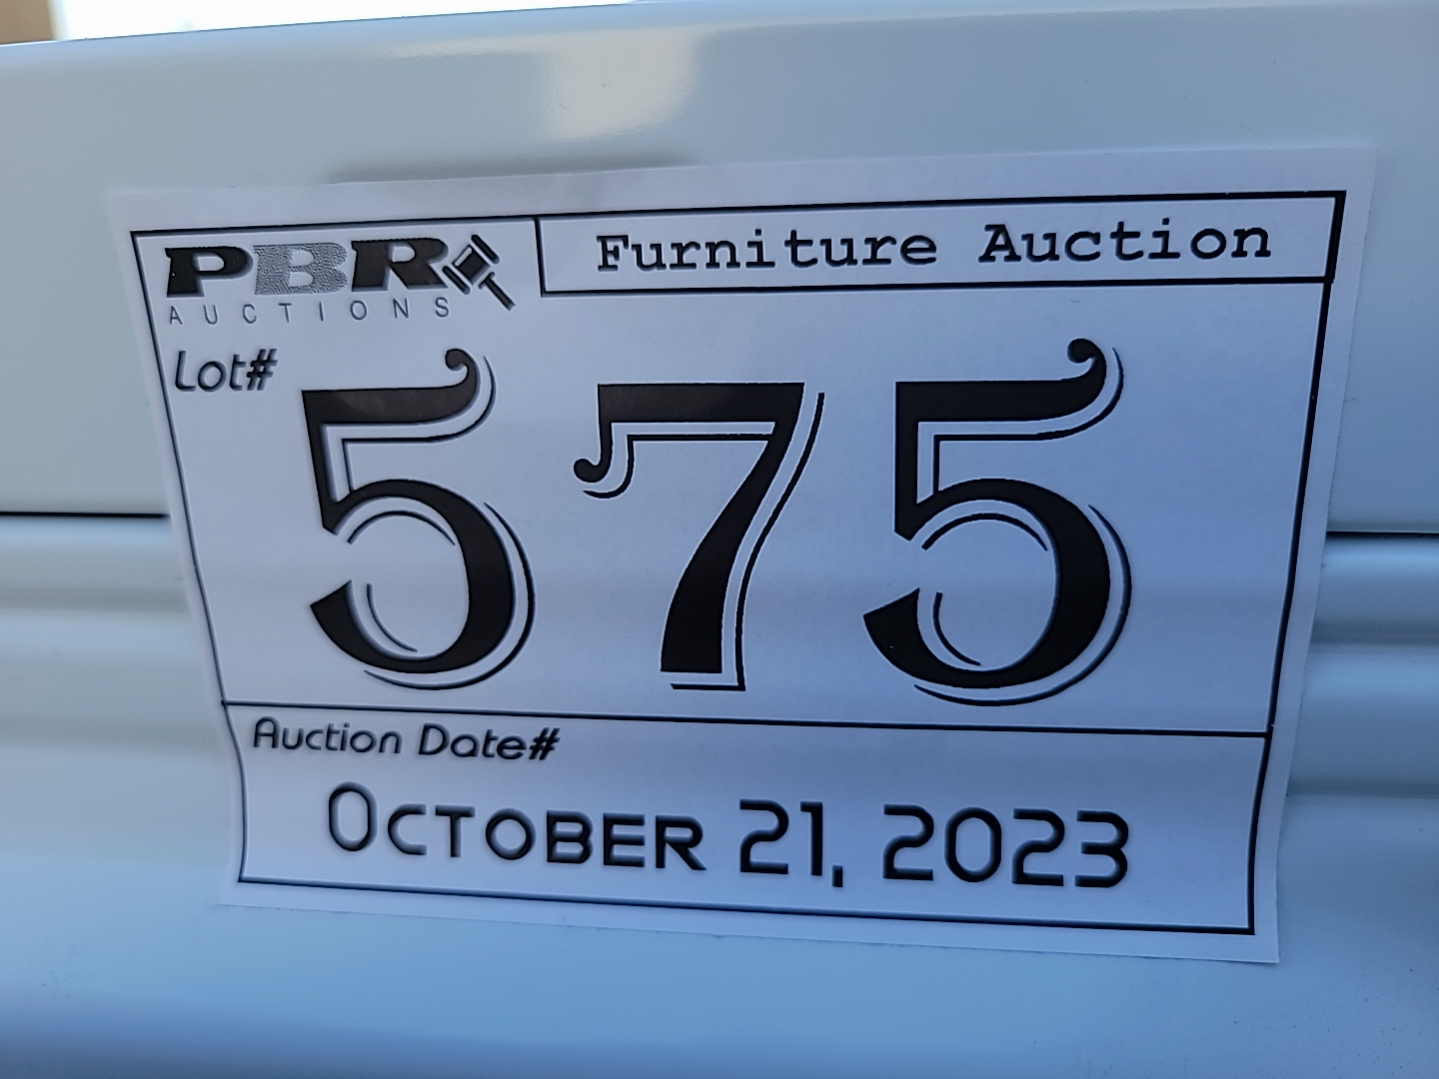 PBR
AUCTIONS
Furniture Auction
Lot#
575
Auction Date#
October 21, 2023